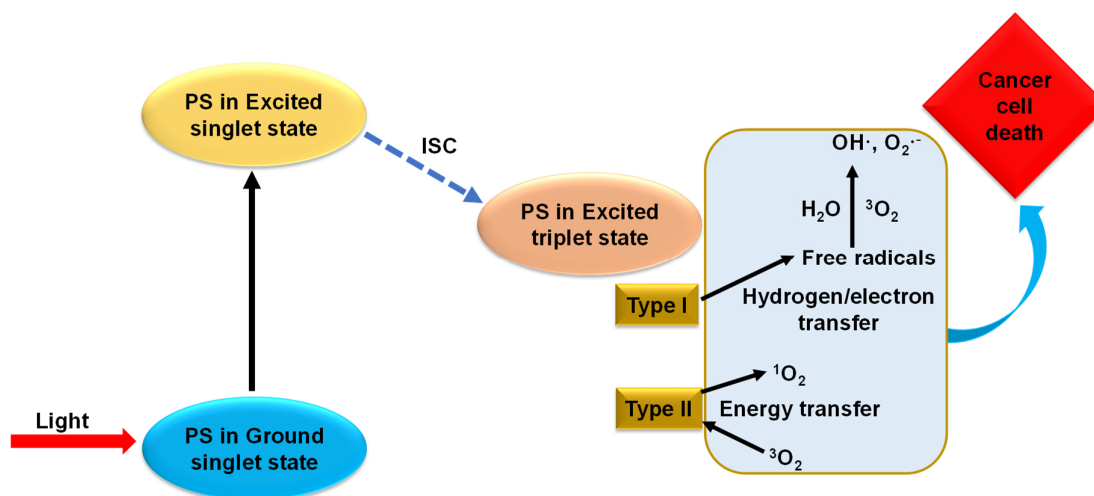 Light
PS in Ground
singlet state
PS in Excited
singlet state
ISC
PS in Excited
triplet state
Type I
Free radicals
Hydrogen/electron
transfer
H₂O ³O₂
OH·, O₂·⁻
Type II
¹O₂
Energy transfer
³O₂
Cancer
cell
death